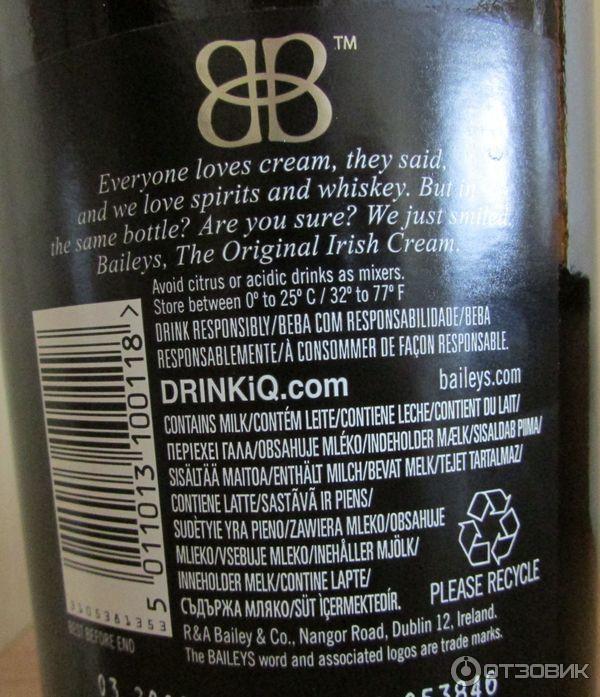 BB™
Everyone loves cream, they said,
and we love spirits and whiskey. But in
the same bottle? Are you sure? We just smiled.
Baileys, The Original Irish Cream.
Avoid citrus or acidic drinks as mixers.
Store between 0° to 25° C / 32° to 77° F
DRINK RESPONSIBLY/BEBA COM RESPONSABILIDADE/BEBA
RESPONSABLEMENTE/À CONSOMMER DE FAÇON RESPONSABLE.
DRINKiQ.com baileys.com
CONTAINS MILK/CONTÉM LEITE/CONTIENE LECHE/CONTIENT DU LAIT/
ΠΕΡΙΕΧΕΙ ΓΑΛΑ/OBSAHUJE MLÉKO/INDEHOLDER MÆLK/SISALDAB PIIMA/
SISÄLTÄÄ MAITOA/ENTHÄLT MILCH/BEVAT MELK/TEJET TARTALMAZ/
CONTIENE LATTE/SASTÃVÃ IR PIENS/
SUDĖTYJE YRA PIENO/ZAWIERA MLEKO/OBSAHUJE
MLIEKO/VSEBUJE MLEKO/INEHÅLLER MJÖLK/
INNEHOLDER MELK/CONTINE LAPTE/
СЪДЪРЖА МЛЯКО/SÜT İÇERMEKTEDİR.
PLEASE RECYCLE
R&A Bailey & Co., Nangor Road, Dublin 12, Ireland.
The BAILEYS word and associated logos are trade marks.
5 011013 100118 >
3105381353
BEST BEFORE END
ОТЗОВИК